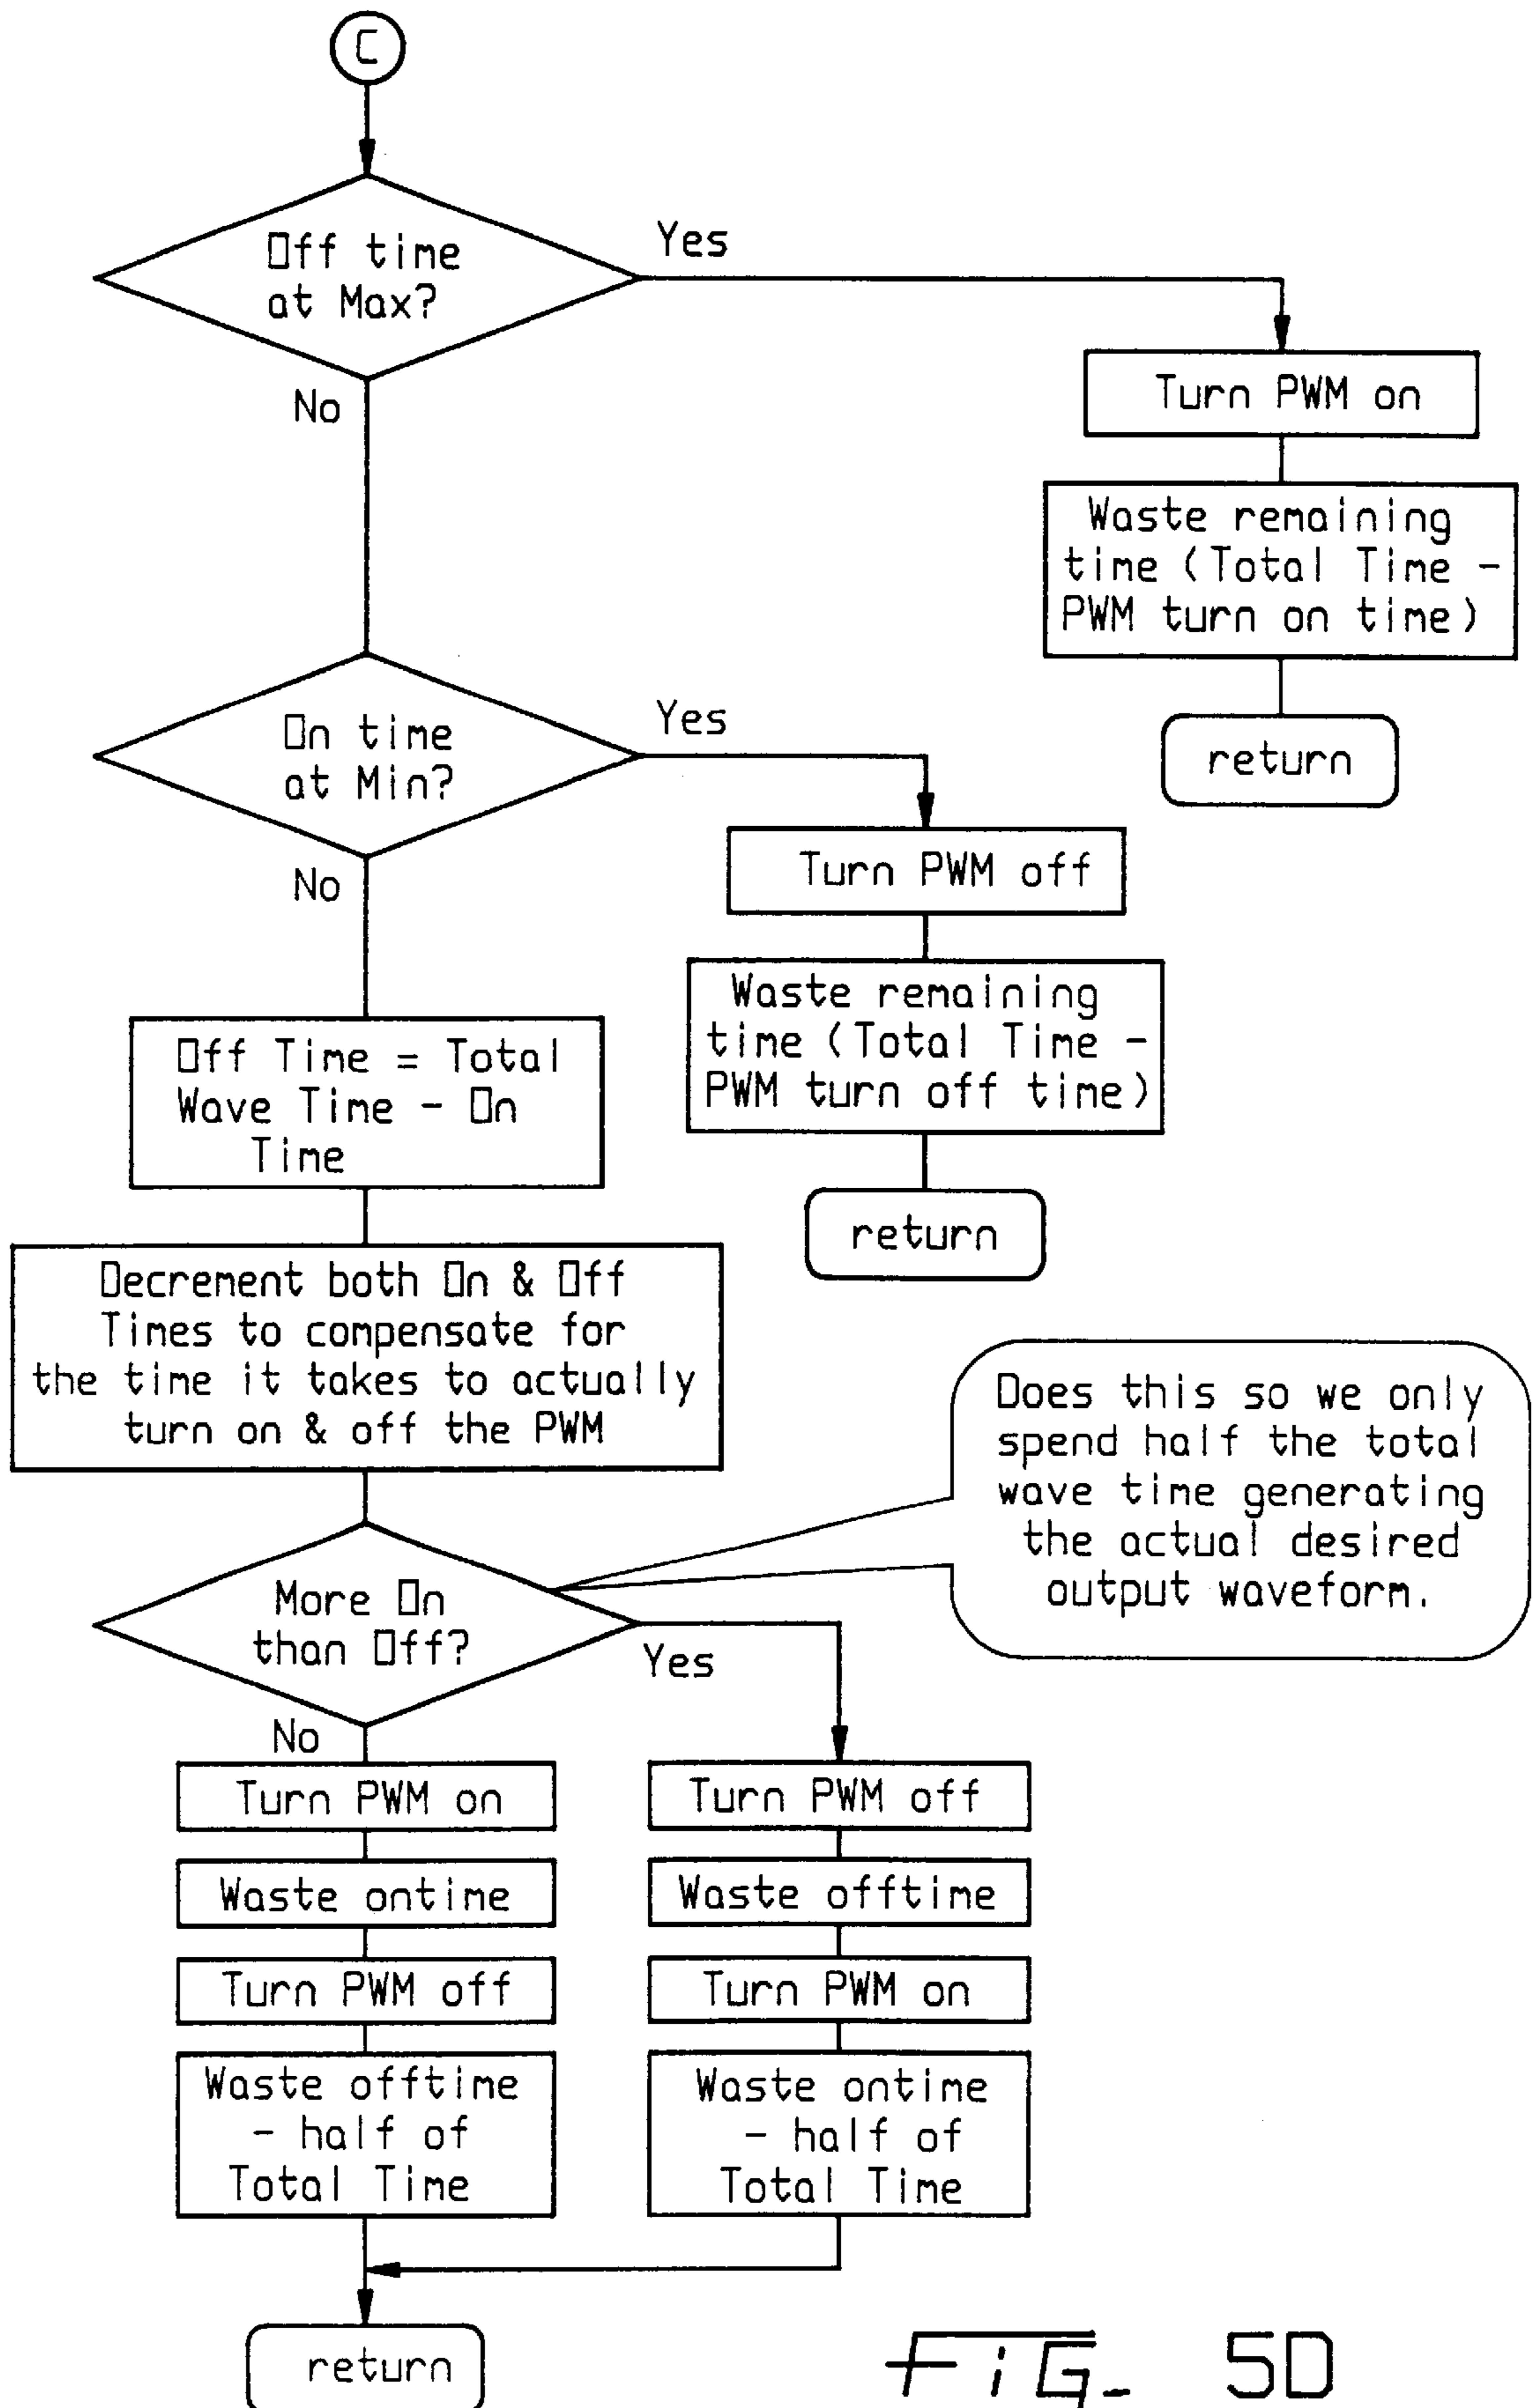 C
Off time
at Max?
Yes
No
Turn PWM on
Waste remaining
time (Total Time -
PWM turn on time)
return
On time
at Min?
Yes
No
Turn PWM off
Waste remaining
time (Total Time -
PWM turn off time)
return
Off Time = Total
Wave Time - On
Time
Decrement both On & Off
Times to compensate for
the time it takes to actually
turn on & off the PWM
Does this so we only
spend half the total
wave time generating
the actual desired
output waveform.
More On
than Off?
Yes
No
Turn PWM on
Waste ontime
Turn PWM off
Waste offtime
- half of
Total Time
Turn PWM off
Waste offtime
Turn PWM on
Waste ontime
- half of
Total Time
return
FIG_ 5D